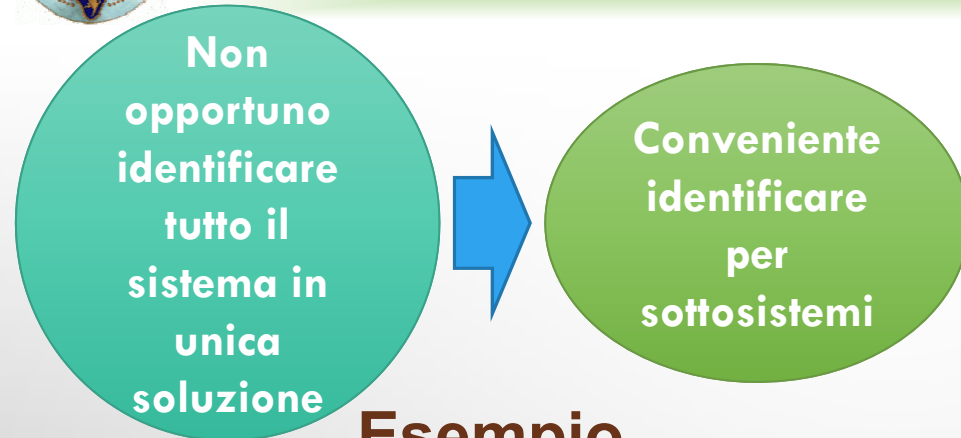 Non
opportuno
identificare
tutto il
sistema in
unica
soluzione
Conveniente
identificare
per
sottosistemi
Esempio